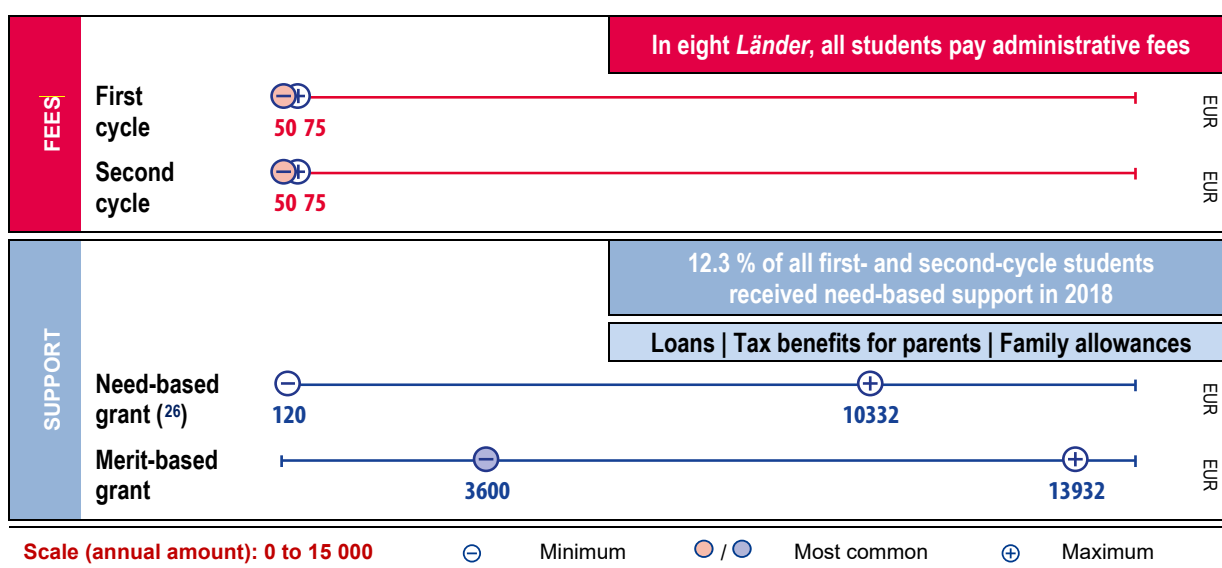 In eight Länder, all students pay administrative fees
FEES
First
cycle
50 75
EUR
Second
cycle
50 75
EUR
12.3 % of all first- and second-cycle students
received need-based support in 2018
Loans | Tax benefits for parents | Family allowances
SUPPORT
Need-based
grant (26)
120
10332
EUR
Merit-based
grant
3600
13932
EUR
Scale (annual amount): 0 to 15 000 Minimum / Most common Maximum